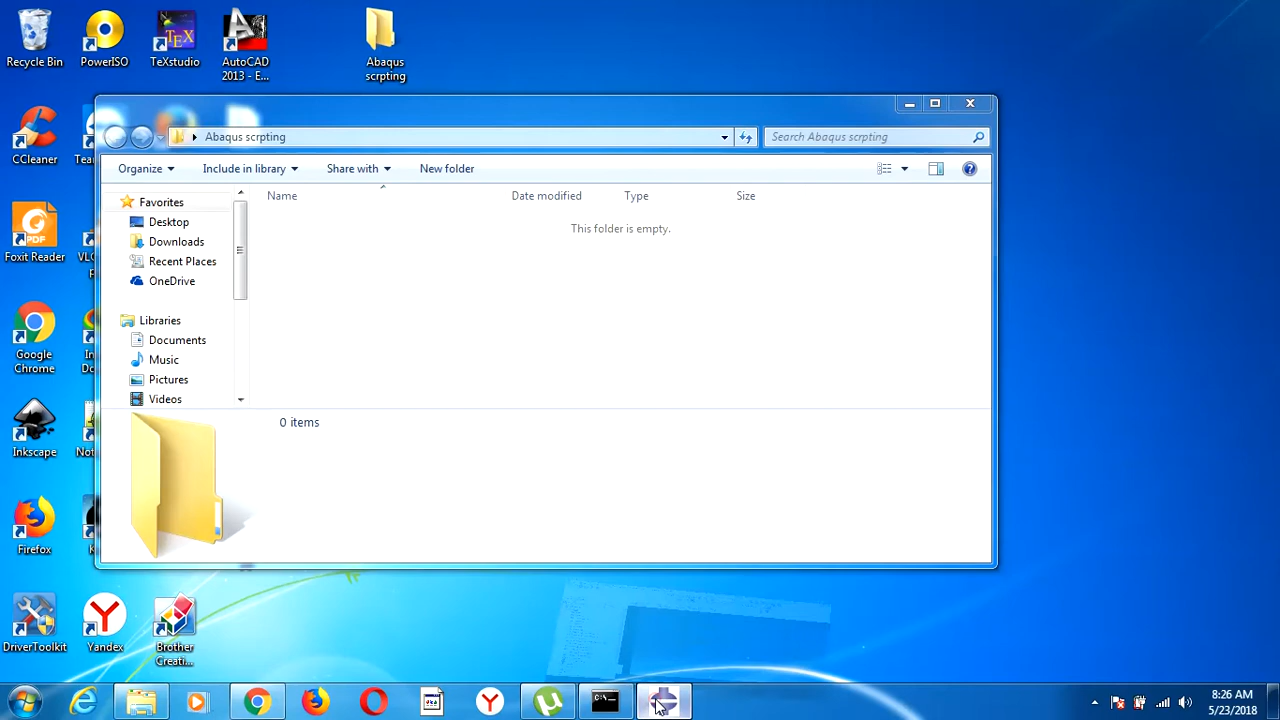 Recycle Bin
PowerISO
TeXstudio
AutoCAD
2013 - E...
Abaqus
scrpting
CCleaner
Tea
Abaqus scrpting
Search Abaqus scrpting
Organize
Include in library
Share with
New folder
Name
Date modified
Type
Size
This folder is empty.
Favorites
Desktop
Downloads
Recent Places
OneDrive
Libraries
Documents
Music
Pictures
Videos
0 items
PDF
Foxit Reader
VLC
p
Google
Chrome
In
Do
Inkscape
Not
Firefox
K
DriverToolkit
Yandex
Brother
Creati...
8:26 AM
5/23/2018